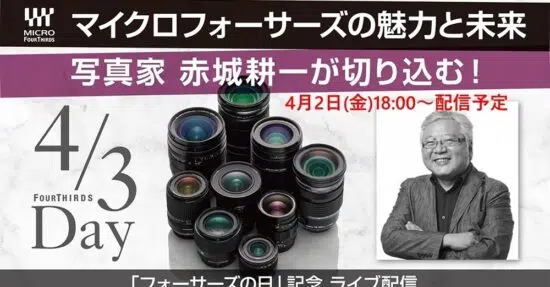 MICRO
FOURTHIRDS
マイクロフォーサーズの魅力と未来
写真家 赤城耕一が切り込む!
4月2日(金)18:00〜配信予定
4/3
FOURTHIRDS
Day
「フォーサーズの日」記念 ライブ配信